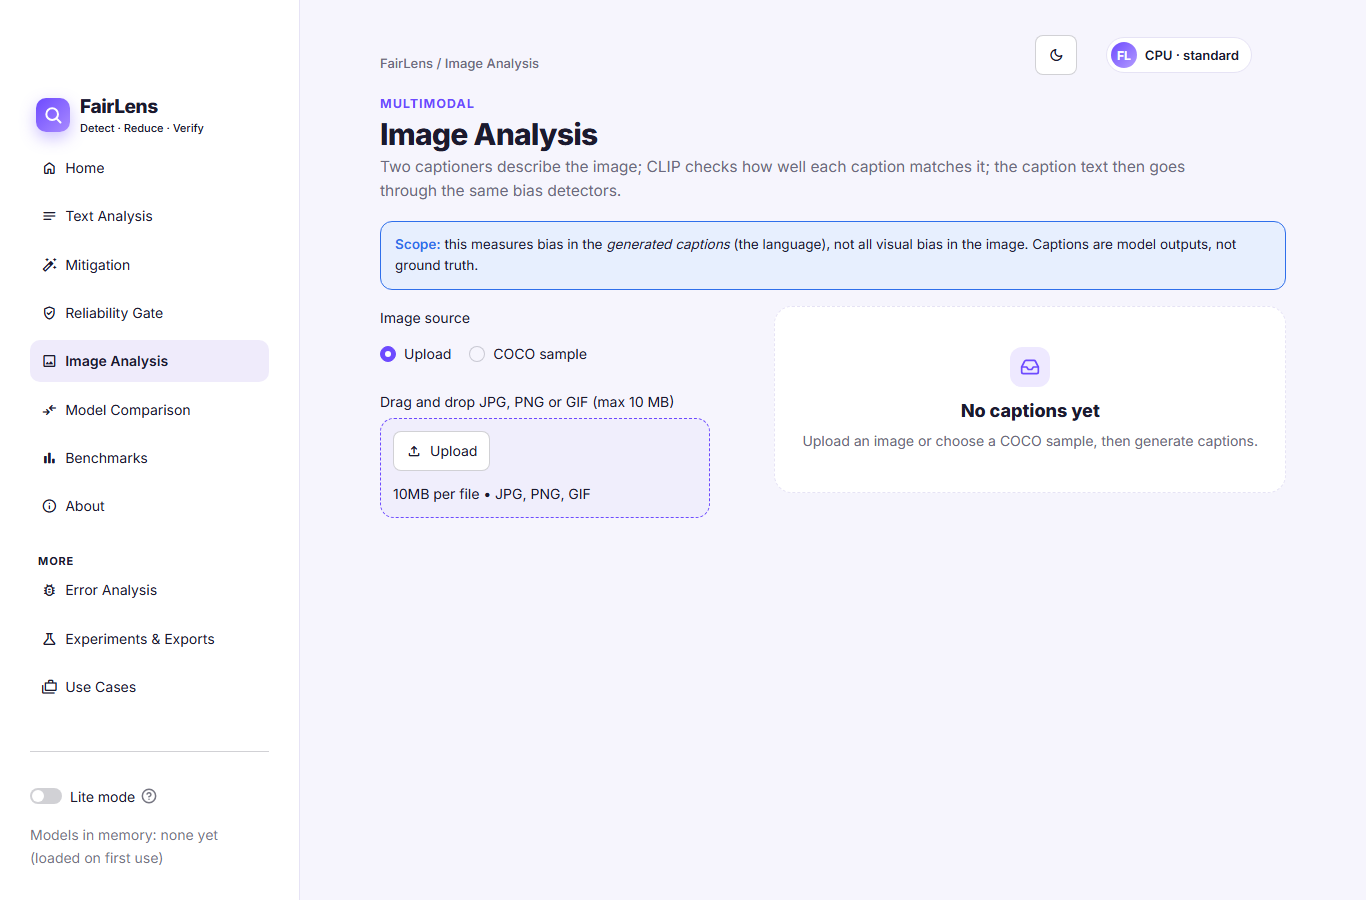 FairLens
Detect · Reduce · Verify
Home
Text Analysis
Mitigation
Reliability Gate
Image Analysis
Model Comparison
Benchmarks
About
MORE
Error Analysis
Experiments & Exports
Use Cases
Lite mode
Models in memory: none yet
(loaded on first use)
FairLens / Image Analysis
FL CPU · standard
MULTIMODAL
Image Analysis
Two captioners describe the image; CLIP checks how well each caption matches it; the caption text then goes
through the same bias detectors.
Scope: this measures bias in the generated captions (the language), not all visual bias in the image. Captions are model outputs, not
ground truth.
Image source
Upload COCO sample
Drag and drop JPG, PNG or GIF (max 10 MB)
Upload
10MB per file • JPG, PNG, GIF
No captions yet
Upload an image or choose a COCO sample, then generate captions.